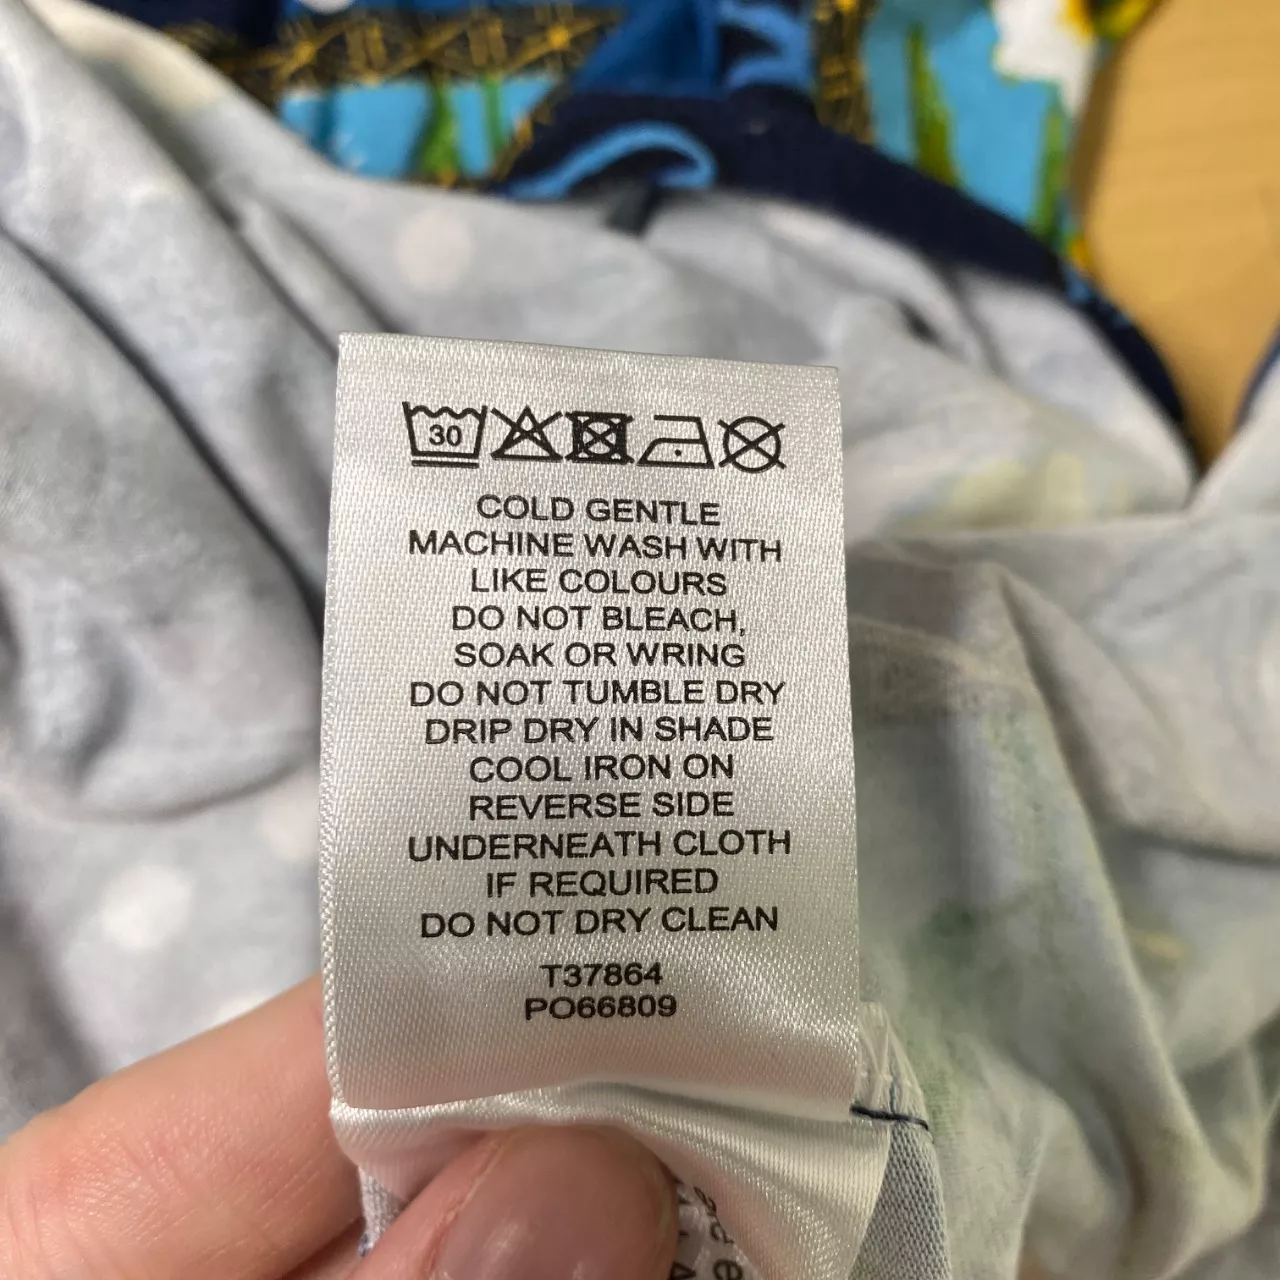 30
COLD GENTLE
MACHINE WASH WITH
LIKE COLOURS
DO NOT BLEACH,
SOAK OR WRING
DO NOT TUMBLE DRY
DRIP DRY IN SHADE
COOL IRON ON
REVERSE SIDE
UNDERNEATH CLOTH
IF REQUIRED
DO NOT DRY CLEAN
T37864
PO66809